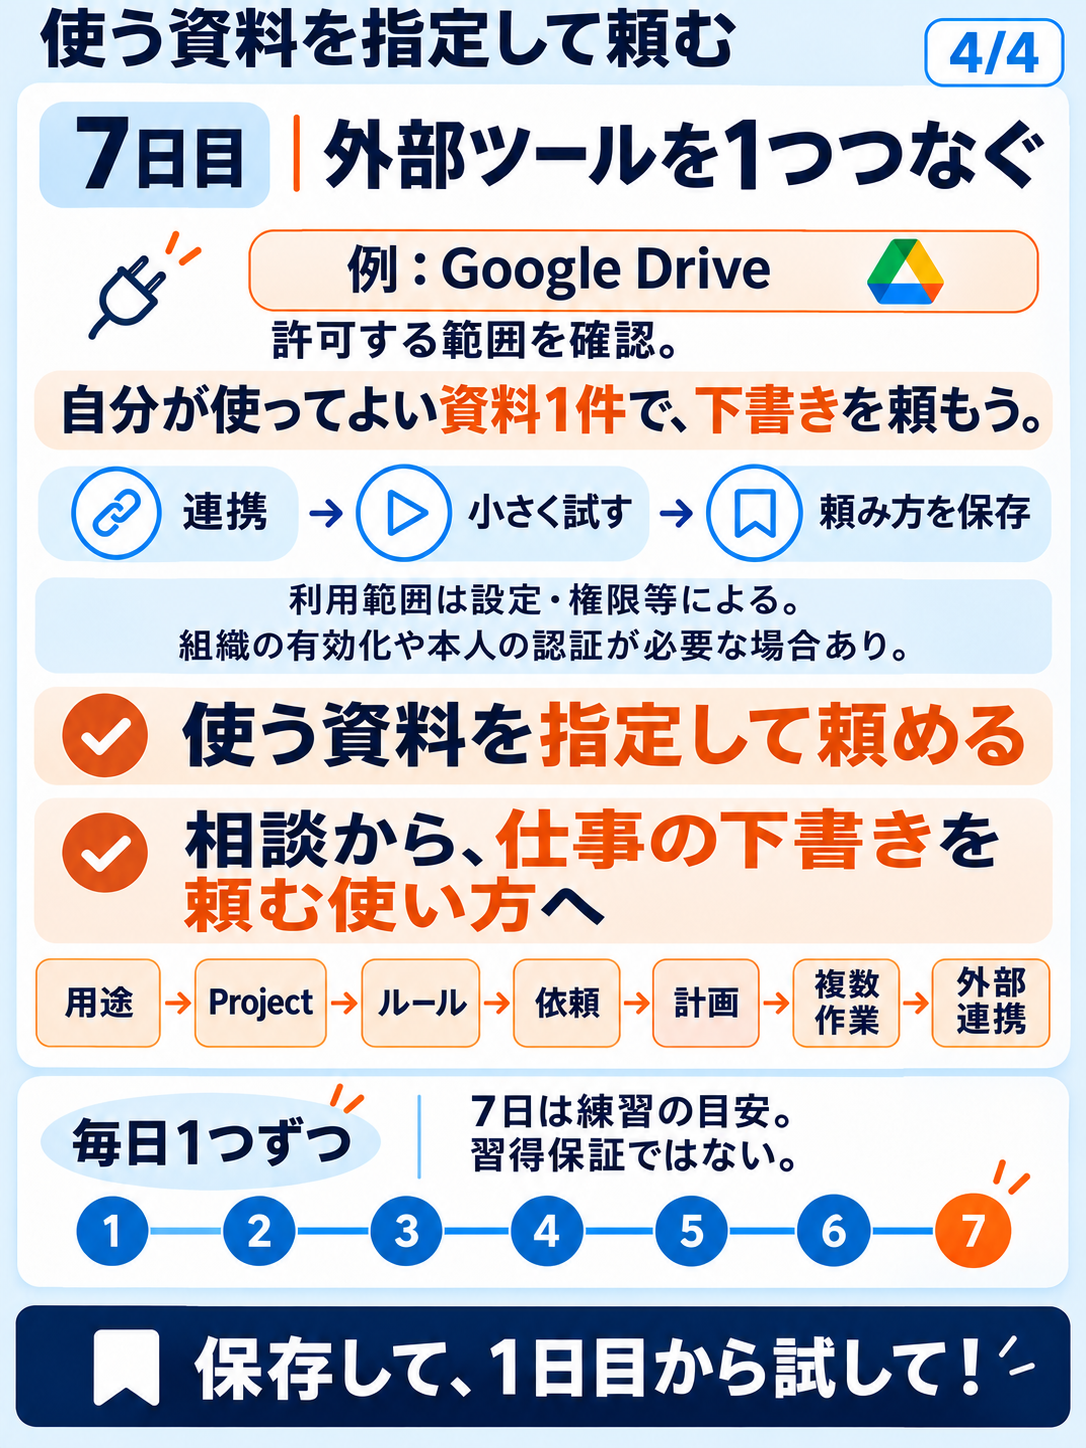 使う資料を指定して頼む
4/4
7日目
外部ツールを1つつなぐ
例：Google Drive
許可する範囲を確認。
自分が使ってよい資料1件で、下書きを頼もう。
連携 → 小さく試す → 頼み方を保存
利用範囲は設定・権限等による。
組織の有効化や本人の認証が必要な場合あり。
使う資料を指定して頼める
相談から、仕事の下書きを
頼む使い方へ
用途 → Project → ルール → 依頼 → 計画 → 複数作業 → 外部連携
毎日1つずつ
7日は練習の目安。
習得保証ではない。
1 2 3 4 5 6 7
保存して、1日目から試して！